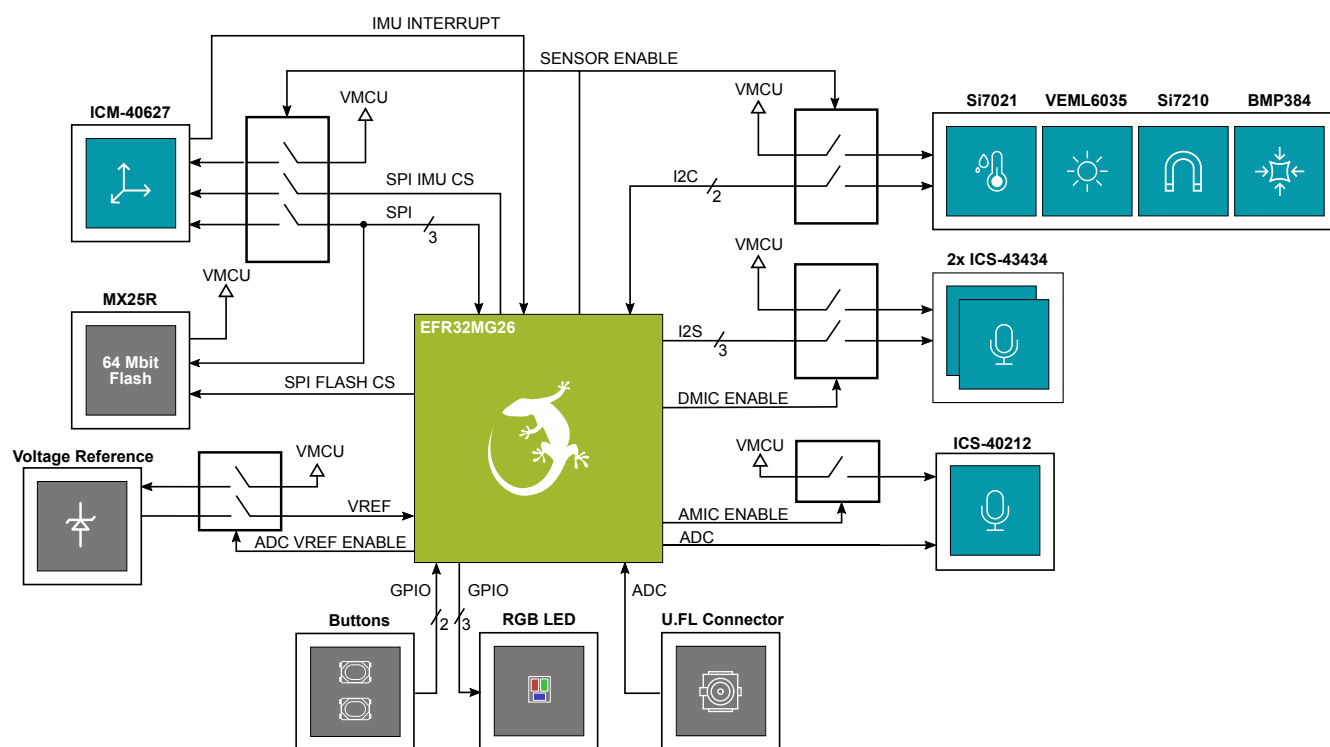 IMU INTERRUPT
SENSOR ENABLE
ICM-40627
VMCU
VMCU
Si7021
VEML6035
Si7210
BMP384
SPI IMU CS
I2C
2
SPI
3
VMCU
VMCU
2x ICS-43434
MX25R
EFR32MG26
I2S
3
64 Mbit
Flash
SPI FLASH CS
DMIC ENABLE
Voltage Reference
VMCU
VMCU
ICS-40212
VREF
AMIC ENABLE
ADC VREF ENABLE
ADC
GPIO
GPIO
ADC
2
3
Buttons
RGB LED
U.FL Connector